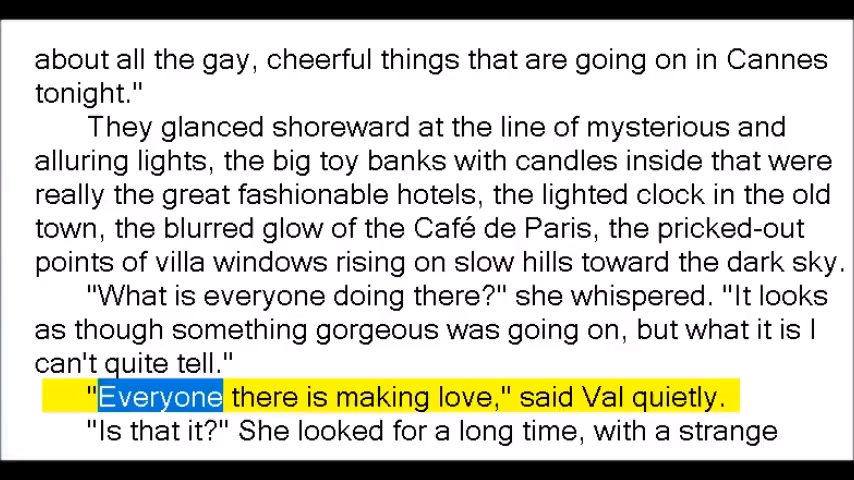 about all the gay, cheerful things that are going on in Cannes
tonight."
They glanced shoreward at the line of mysterious and
alluring lights, the big toy banks with candles inside that were
really the great fashionable hotels, the lighted clock in the old
town, the blurred glow of the Café de Paris, the pricked-out
points of villa windows rising on slow hills toward the dark sky.
"What is everyone doing there?" she whispered. "It looks
as though something gorgeous was going on, but what it is I
can't quite tell."
"Everyone there is making love," said Val quietly.
"Is that it?" She looked for a long time, with a strange